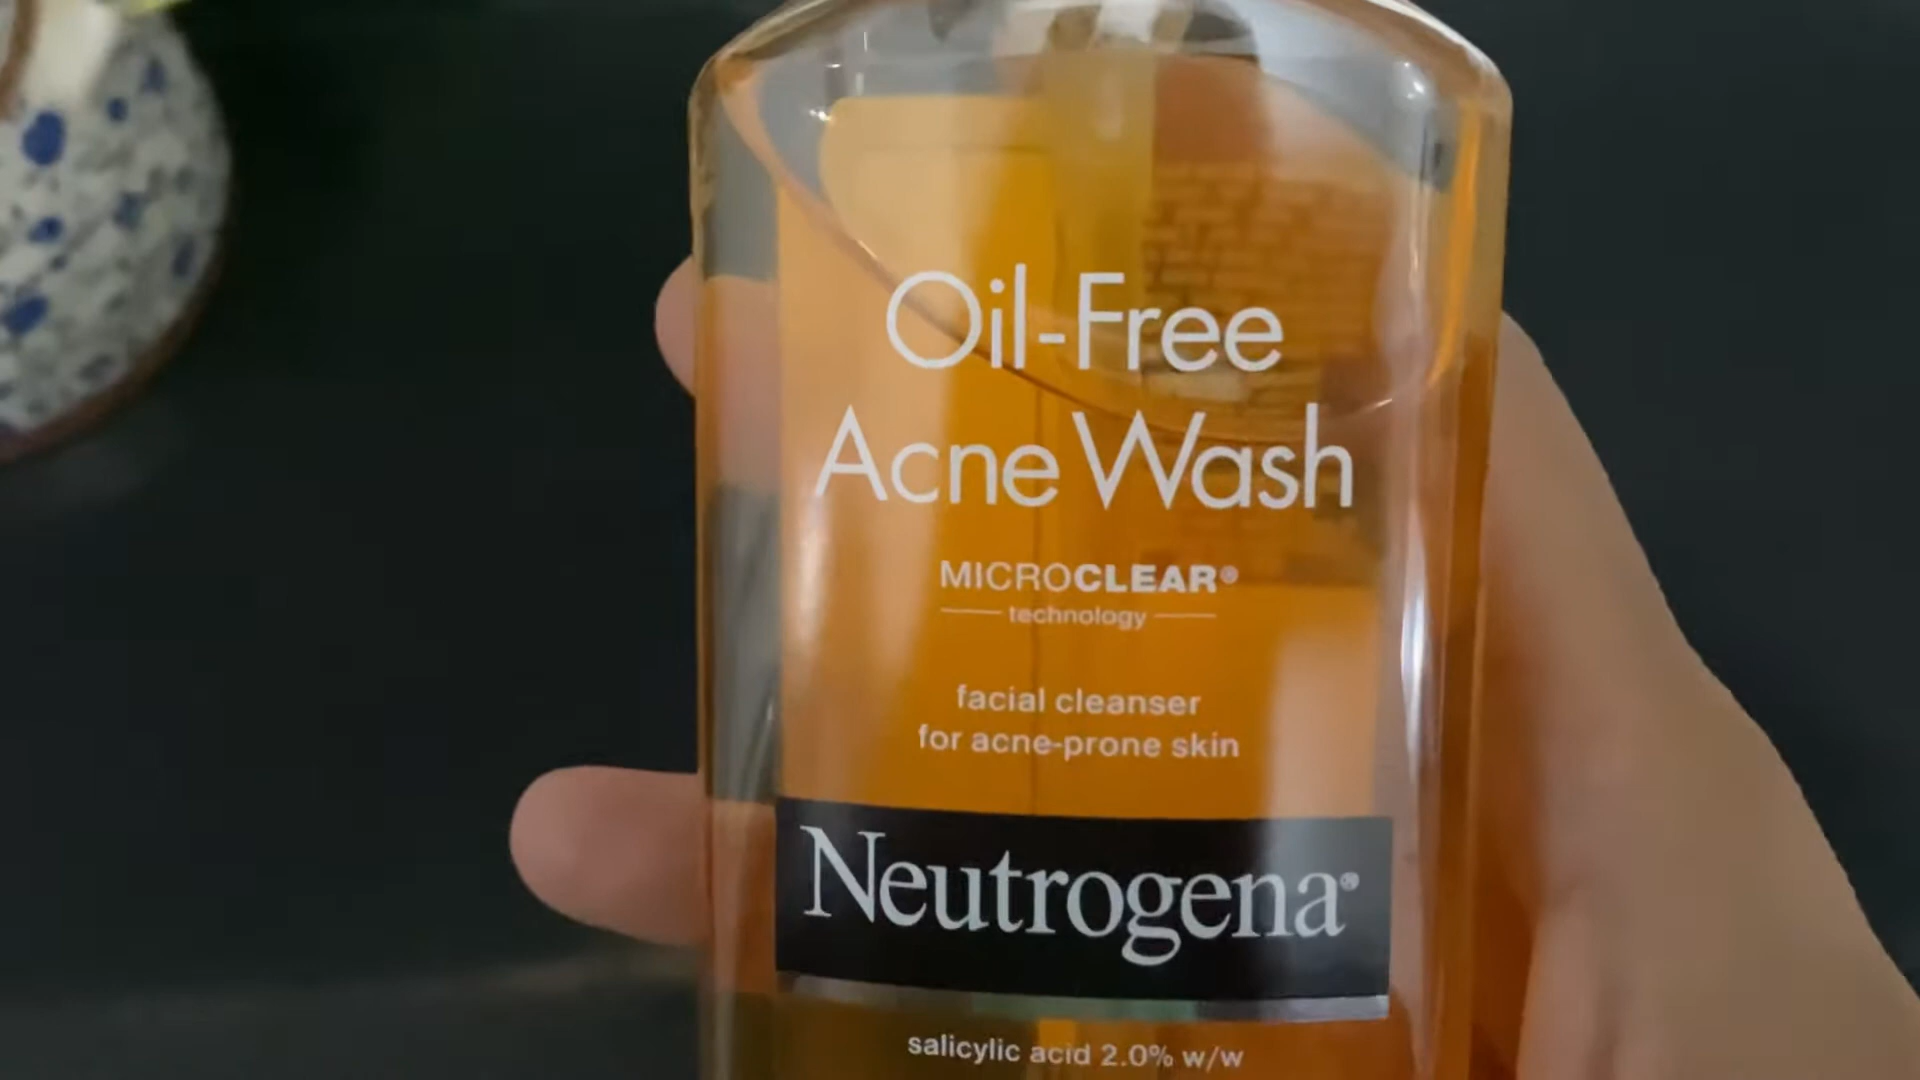 Oil-Free
Acne Wash
MICROCLEAR®
technology
facial cleanser
for acne-prone skin
Neutrogena®
salicylic acid 2.0% w/w